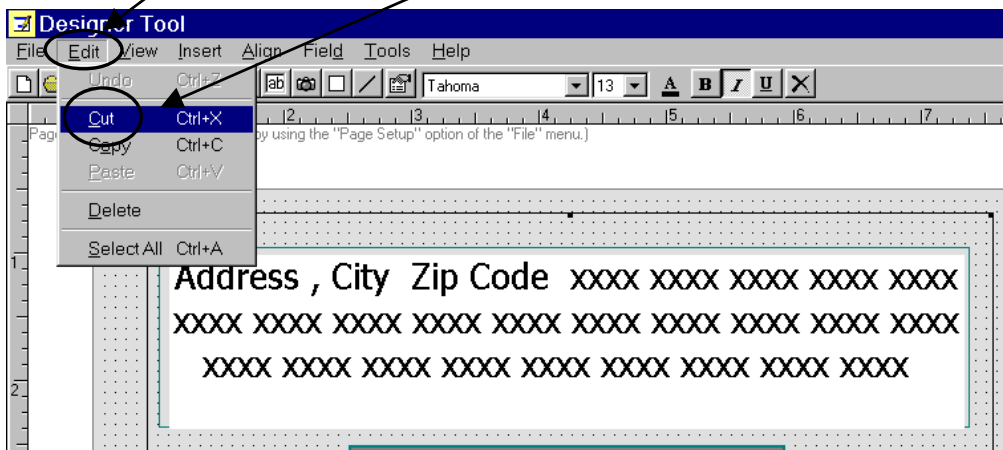 Designer Tool
File Edit View Insert Align Field Tools Help
Undo Ctrl+Z ab Tahoma 13 A B I U X
Cut Ctrl+X 2 3 4 5 6 7
Page by using the "Page Setup" option of the "File" menu.)
Copy Ctrl+C
Paste Ctrl+V
Delete
Select All Ctrl+A
1
Address , City Zip Code xxxx xxxx xxxx xxxx xxxx
xxxx xxxx xxxx xxxx xxxx xxxx xxxx xxxx xxxx xxxx
xxxx xxxx xxxx xxxx xxxx xxxx xxxx xxxx xxxx
2